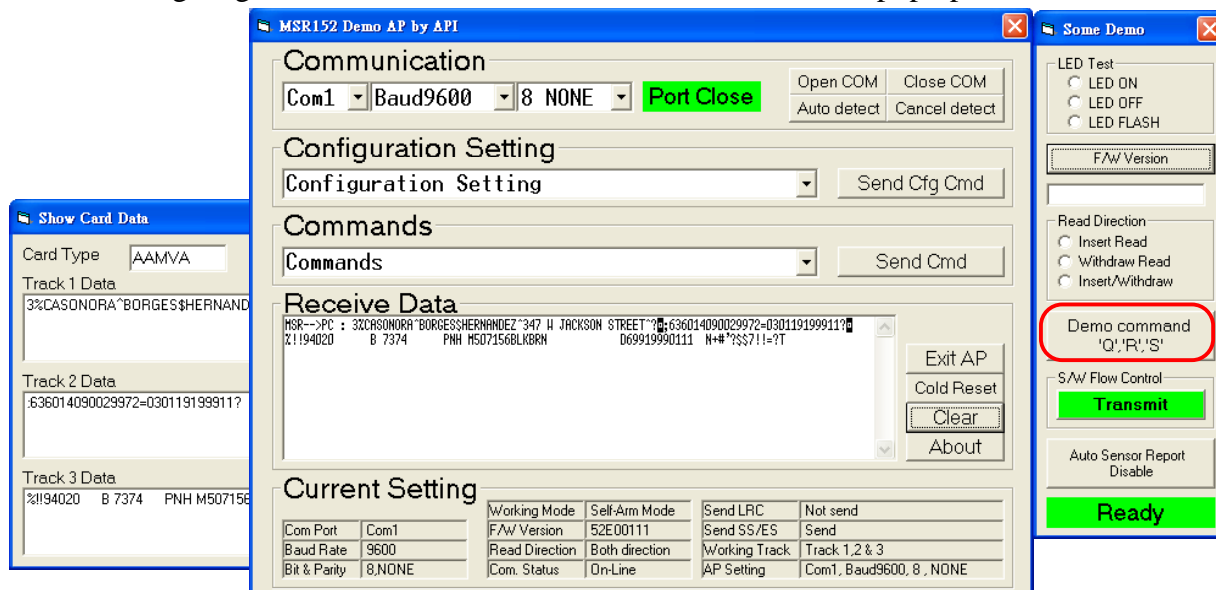 MSR152 Demo AP by API
Communication
Com1 Baud9600 8 NONE Port Close
Open COM Close COM
Auto detect Cancel detect
Configuration Setting
Configuration Setting Send Cfg Cmd
Commands
Commands Send Cmd
Receive Data
MSR-->PC : 3%CASONORA^BORGES$HERNANDEZ^347 W JACKSON STREET^?;636014090029972=030119199911?
%!!94020 B 7374 PNH M507156BLKBRN D69919990111 N+#"?$$7!!=?T
Exit AP
Cold Reset
Clear
About
Current Setting
Working Mode Self-Arm Mode Send LRC Not send
Com Port Com1 F/W Version 52E00111 Send SS/ES Send
Baud Rate 9600 Read Direction Both direction Working Track Track 1,2 & 3
Bit & Parity 8,NONE Com. Status On-Line AP Setting Com1, Baud9600, 8 , NONE
Show Card Data
Card Type AAMVA
Track 1 Data
3%CASONORA^BORGES$HERNAND
Track 2 Data
;636014090029972=030119199911?
Track 3 Data
%!!94020 B 7374 PNH M507156
Some Demo
LED Test
LED ON
LED OFF
LED FLASH
F/W Version
Read Direction
Insert Read
Withdraw Read
Insert/Withdraw
Demo command
'Q','R','S'
S/W Flow Control
Transmit
Auto Sensor Report
Disable
Ready